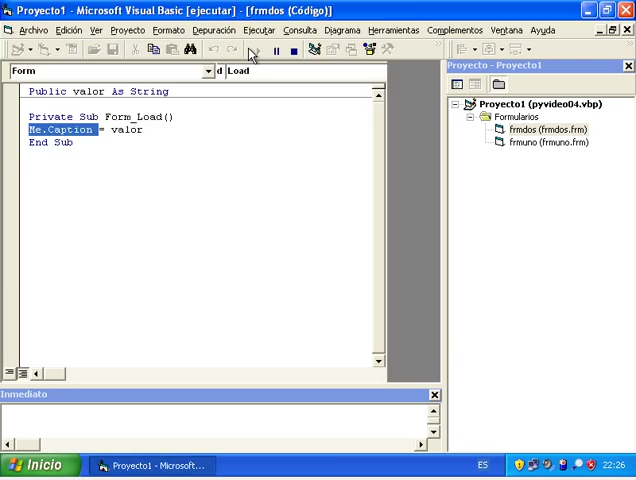 Proyecto1 - Microsoft Visual Basic [ejecutar] - [frmdos (Código)]
Archivo Edición Ver Proyecto Formato Depuración Ejecutar Consulta Diagrama Herramientas Complementos Ventana Ayuda
Form d Load
Public valor As String
Private Sub Form_Load()
Me.Caption = valor
End Sub
Proyecto - Proyecto1
Proyecto1 (pyvideo04.vbp)
Formularios
frmdos (frmdos.frm)
frmuno (frmuno.frm)
Inmediato
Inicio Proyecto1 - Microsoft... ES 22:26